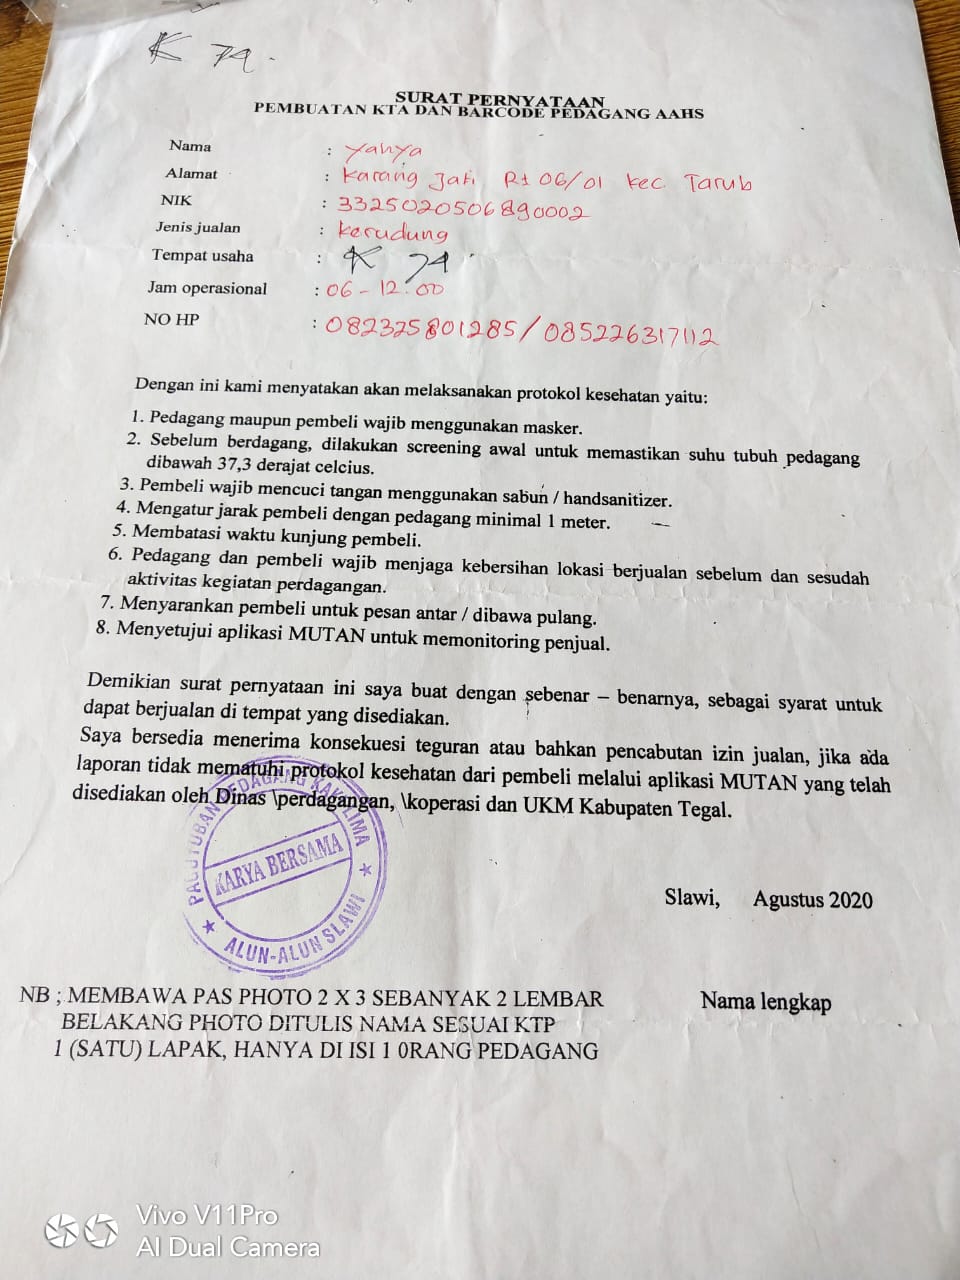 K 79.
SURAT PERNYATAAN
PEMBUATAN KTA DAN BARCODE PEDAGANG AAHS
Nama : Yahya
Alamat : Karang Jati Rt 06/01 Kec Tarub
NIK : 3325020506890002
Jenis jualan : Kerudung
Tempat usaha : K 79
Jam operasional : 06 - 12.00
NO HP : 082325801285/085226317112
Dengan ini kami menyatakan akan melaksanakan protokol kesehatan yaitu:
1. Pedagang maupun pembeli wajib menggunakan masker.
2. Sebelum berdagang, dilakukan screening awal untuk memastikan suhu tubuh pedagang
dibawah 37,3 derajat celcius.
3. Pembeli wajib mencuci tangan menggunakan sabun / handsanitizer.
4. Mengatur jarak pembeli dengan pedagang minimal 1 meter.
5. Membatasi waktu kunjung pembeli.
6. Pedagang dan pembeli wajib menjaga kebersihan lokasi berjualan sebelum dan sesudah
aktivitas kegiatan perdagangan.
7. Menyarankan pembeli untuk pesan antar / dibawa pulang.
8. Menyetujui aplikasi MUTAN untuk memonitoring penjual.
Demikian surat pernyataan ini saya buat dengan sebenar – benarnya, sebagai syarat untuk
dapat berjualan di tempat yang disediakan.
Saya bersedia menerima konsekuesi teguran atau bahkan pencabutan izin jualan, jika ada
laporan tidak mematuhi protokol kesehatan dari pembeli melalui aplikasi MUTAN yang telah
disediakan oleh Dinas \perdagangan, \koperasi dan UKM Kabupaten Tegal.
PAGUYUBAN PEDAGANG KAKI LIMA
KARYA BERSAMA
ALUN-ALUN SLAWI
Slawi, Agustus 2020
NB ; MEMBAWA PAS PHOTO 2 X 3 SEBANYAK 2 LEMBAR
BELAKANG PHOTO DITULIS NAMA SESUAI KTP
1 (SATU) LAPAK, HANYA DI ISI 1 0RANG PEDAGANG
Nama lengkap
Vivo V11Pro
AI Dual Camera